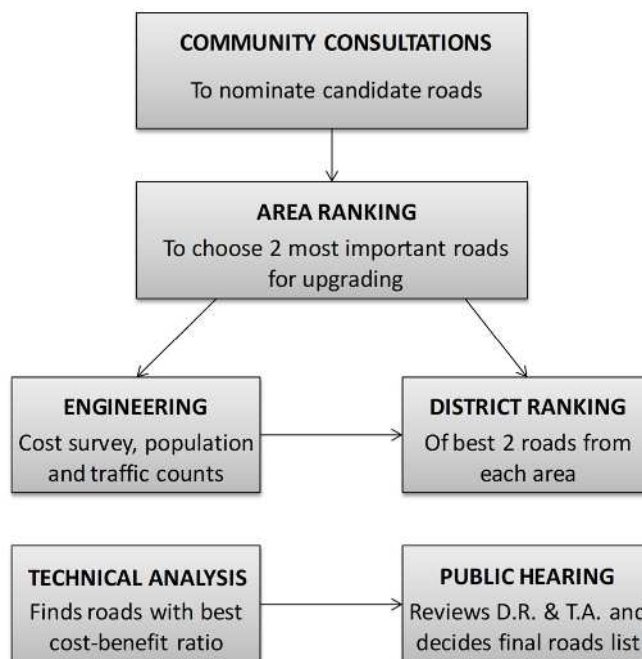 COMMUNITY CONSULTATIONS
To nominate candidate roads
AREA RANKING
To choose 2 most important roads
for upgrading
ENGINEERING
Cost survey, population
and traffic counts
DISTRICT RANKING
Of best 2 roads from
each area
TECHNICAL ANALYSIS
Finds roads with best
cost-benefit ratio
PUBLIC HEARING
Reviews D.R. & T.A. and
decides final roads list